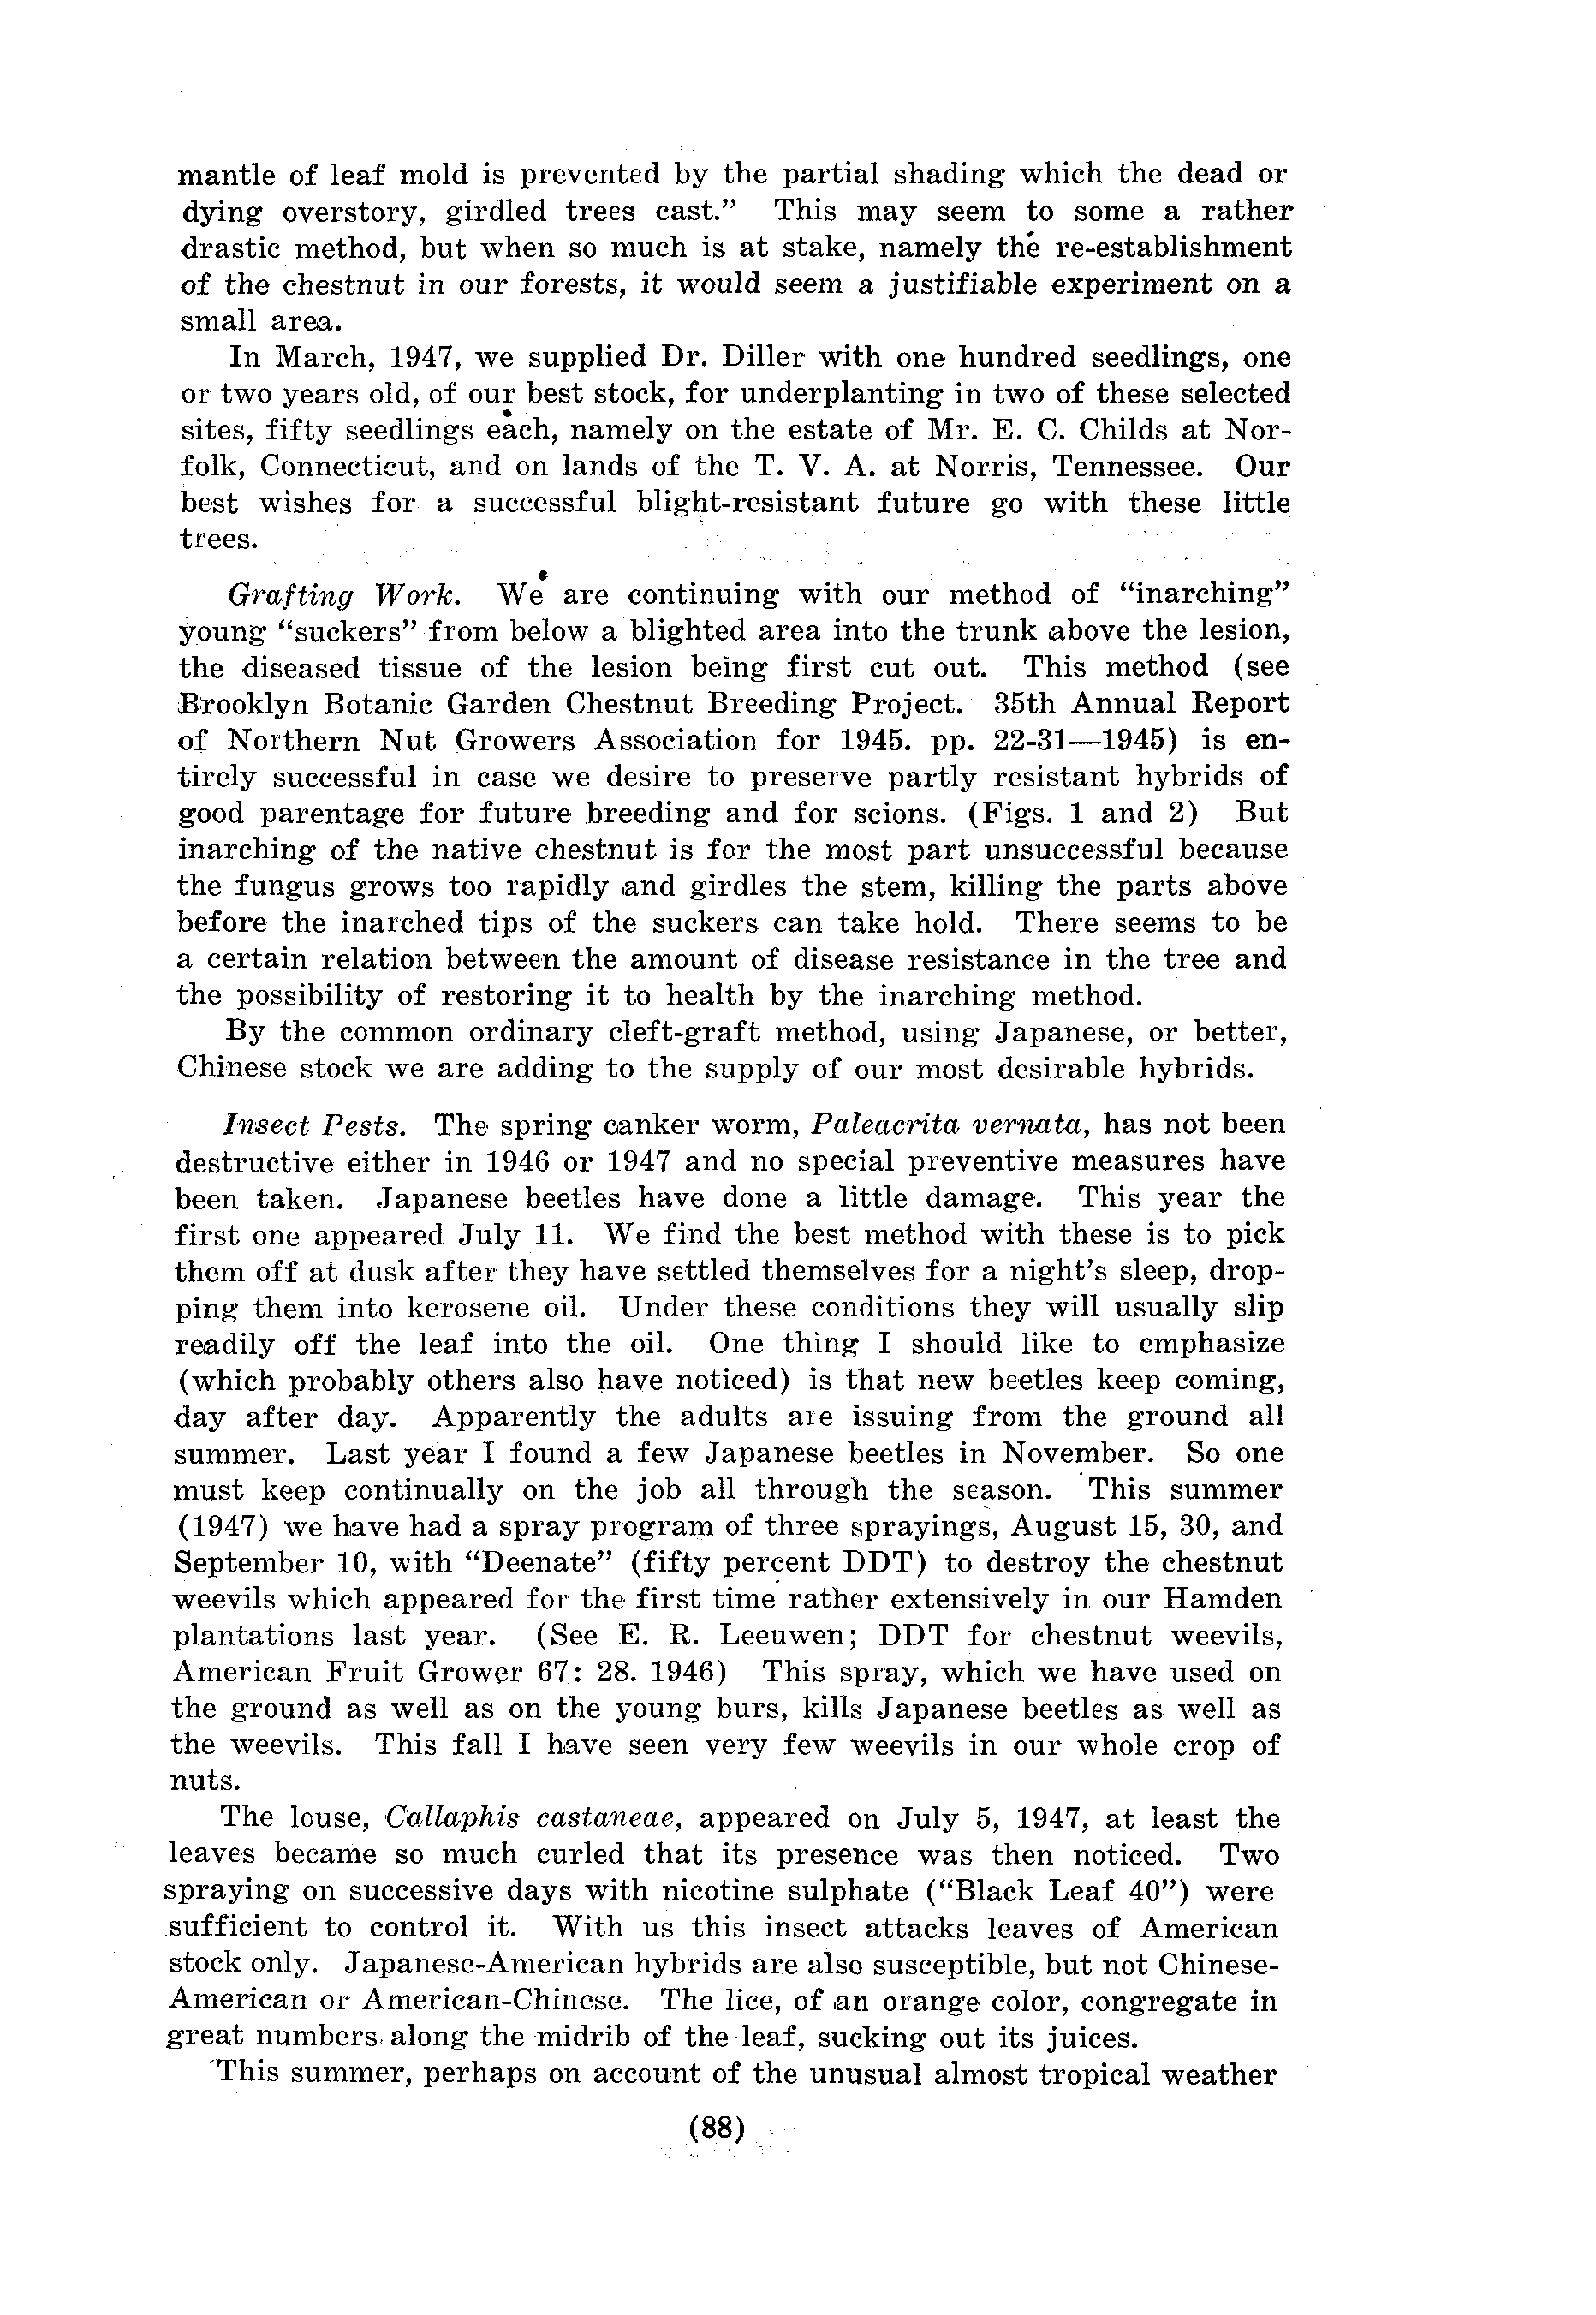 mantle of leaf mold is prevented by the partial shading which the dead or
dying overstory, girdled trees cast.” This may seem to some a rather
drastic method, but when so much is at stake, namely the re-establishment
of the chestnut in our forests, it would seem a justifiable experiment on a
small area.
In March, 1947, we supplied Dr. Diller with one hundred seedlings, one
or two years old, of our best stock, for underplanting in two of these selected
sites, fifty seedlings each, namely on the estate of Mr. E. C. Childs at Nor-
folk, Connecticut, and on lands of the T. V. A. at Norris, Tennessee. Our
best wishes for a successful blight-resistant future go with these little
trees.
Grafting Work. We are continuing with our method of “inarching”
young “suckers” from below a blighted area into the trunk above the lesion,
the diseased tissue of the lesion being first cut out. This method (see
Brooklyn Botanic Garden Chestnut Breeding Project. 35th Annual Report
of Northern Nut Growers Association for 1945. pp. 22-31—1945) is en-
tirely successful in case we desire to preserve partly resistant hybrids of
good parentage for future breeding and for scions. (Figs. 1 and 2) But
inarching of the native chestnut is for the most part unsuccessful because
the fungus grows too rapidly and girdles the stem, killing the parts above
before the inarched tips of the suckers can take hold. There seems to be
a certain relation between the amount of disease resistance in the tree and
the possibility of restoring it to health by the inarching method.
By the common ordinary cleft-graft method, using Japanese, or better,
Chinese stock we are adding to the supply of our most desirable hybrids.
Insect Pests. The spring canker worm, Paleacrita vernata, has not been
destructive either in 1946 or 1947 and no special preventive measures have
been taken. Japanese beetles have done a little damage. This year the
first one appeared July 11. We find the best method with these is to pick
them off at dusk after they have settled themselves for a night’s sleep, drop-
ping them into kerosene oil. Under these conditions they will usually slip
readily off the leaf into the oil. One thing I should like to emphasize
(which probably others also have noticed) is that new beetles keep coming,
day after day. Apparently the adults are issuing from the ground all
summer. Last year I found a few Japanese beetles in November. So one
must keep continually on the job all through the season. This summer
(1947) we have had a spray program of three sprayings, August 15, 30, and
September 10, with “Deenate” (fifty percent DDT) to destroy the chestnut
weevils which appeared for the first time rather extensively in our Hamden
plantations last year. (See E. R. Leeuwen; DDT for chestnut weevils,
American Fruit Grower 67: 28. 1946) This spray, which we have used on
the ground as well as on the young burs, kills Japanese beetles as well as
the weevils. This fall I have seen very few weevils in our whole crop of
nuts.
The louse, Callaphis castaneae, appeared on July 5, 1947, at least the
leaves became so much curled that its presence was then noticed. Two
spraying on successive days with nicotine sulphate (“Black Leaf 40”) were
sufficient to control it. With us this insect attacks leaves of American
stock only. Japanese-American hybrids are also susceptible, but not Chinese-
American or American-Chinese. The lice, of an orange color, congregate in
great numbers along the midrib of the leaf, sucking out its juices.
This summer, perhaps on account of the unusual almost tropical weather
(88)